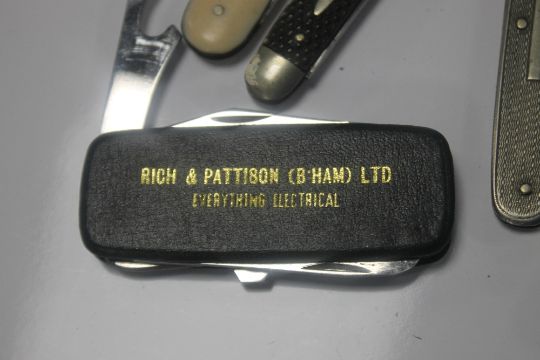 RICH & PATTISON (B'HAM) LTD
EVERYTHING ELECTRICAL